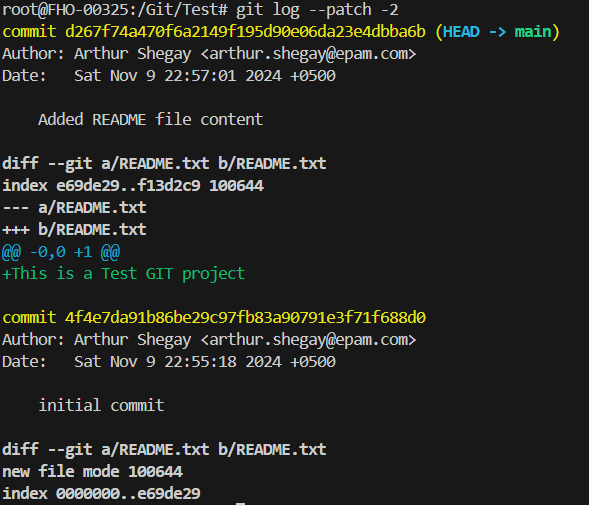 root@FHO-00325:/Git/Test# git log --patch -2
commit d267f74a470f6a2149f195d90e06da23e4dbba6b (HEAD -> main)
Author: Arthur Shegay <arthur.shegay@epam.com>
Date:   Sat Nov 9 22:57:01 2024 +0500
    Added README file content
diff --git a/README.txt b/README.txt
index e69de29..f13d2c9 100644
--- a/README.txt
+++ b/README.txt
@@ -0,0 +1 @@
+This is a Test GIT project
commit 4f4e7da91b86be29c97fb83a90791e3f71f688d0
Author: Arthur Shegay <arthur.shegay@epam.com>
Date:   Sat Nov 9 22:55:18 2024 +0500
    initial commit
diff --git a/README.txt b/README.txt
new file mode 100644
index 0000000..e69de29